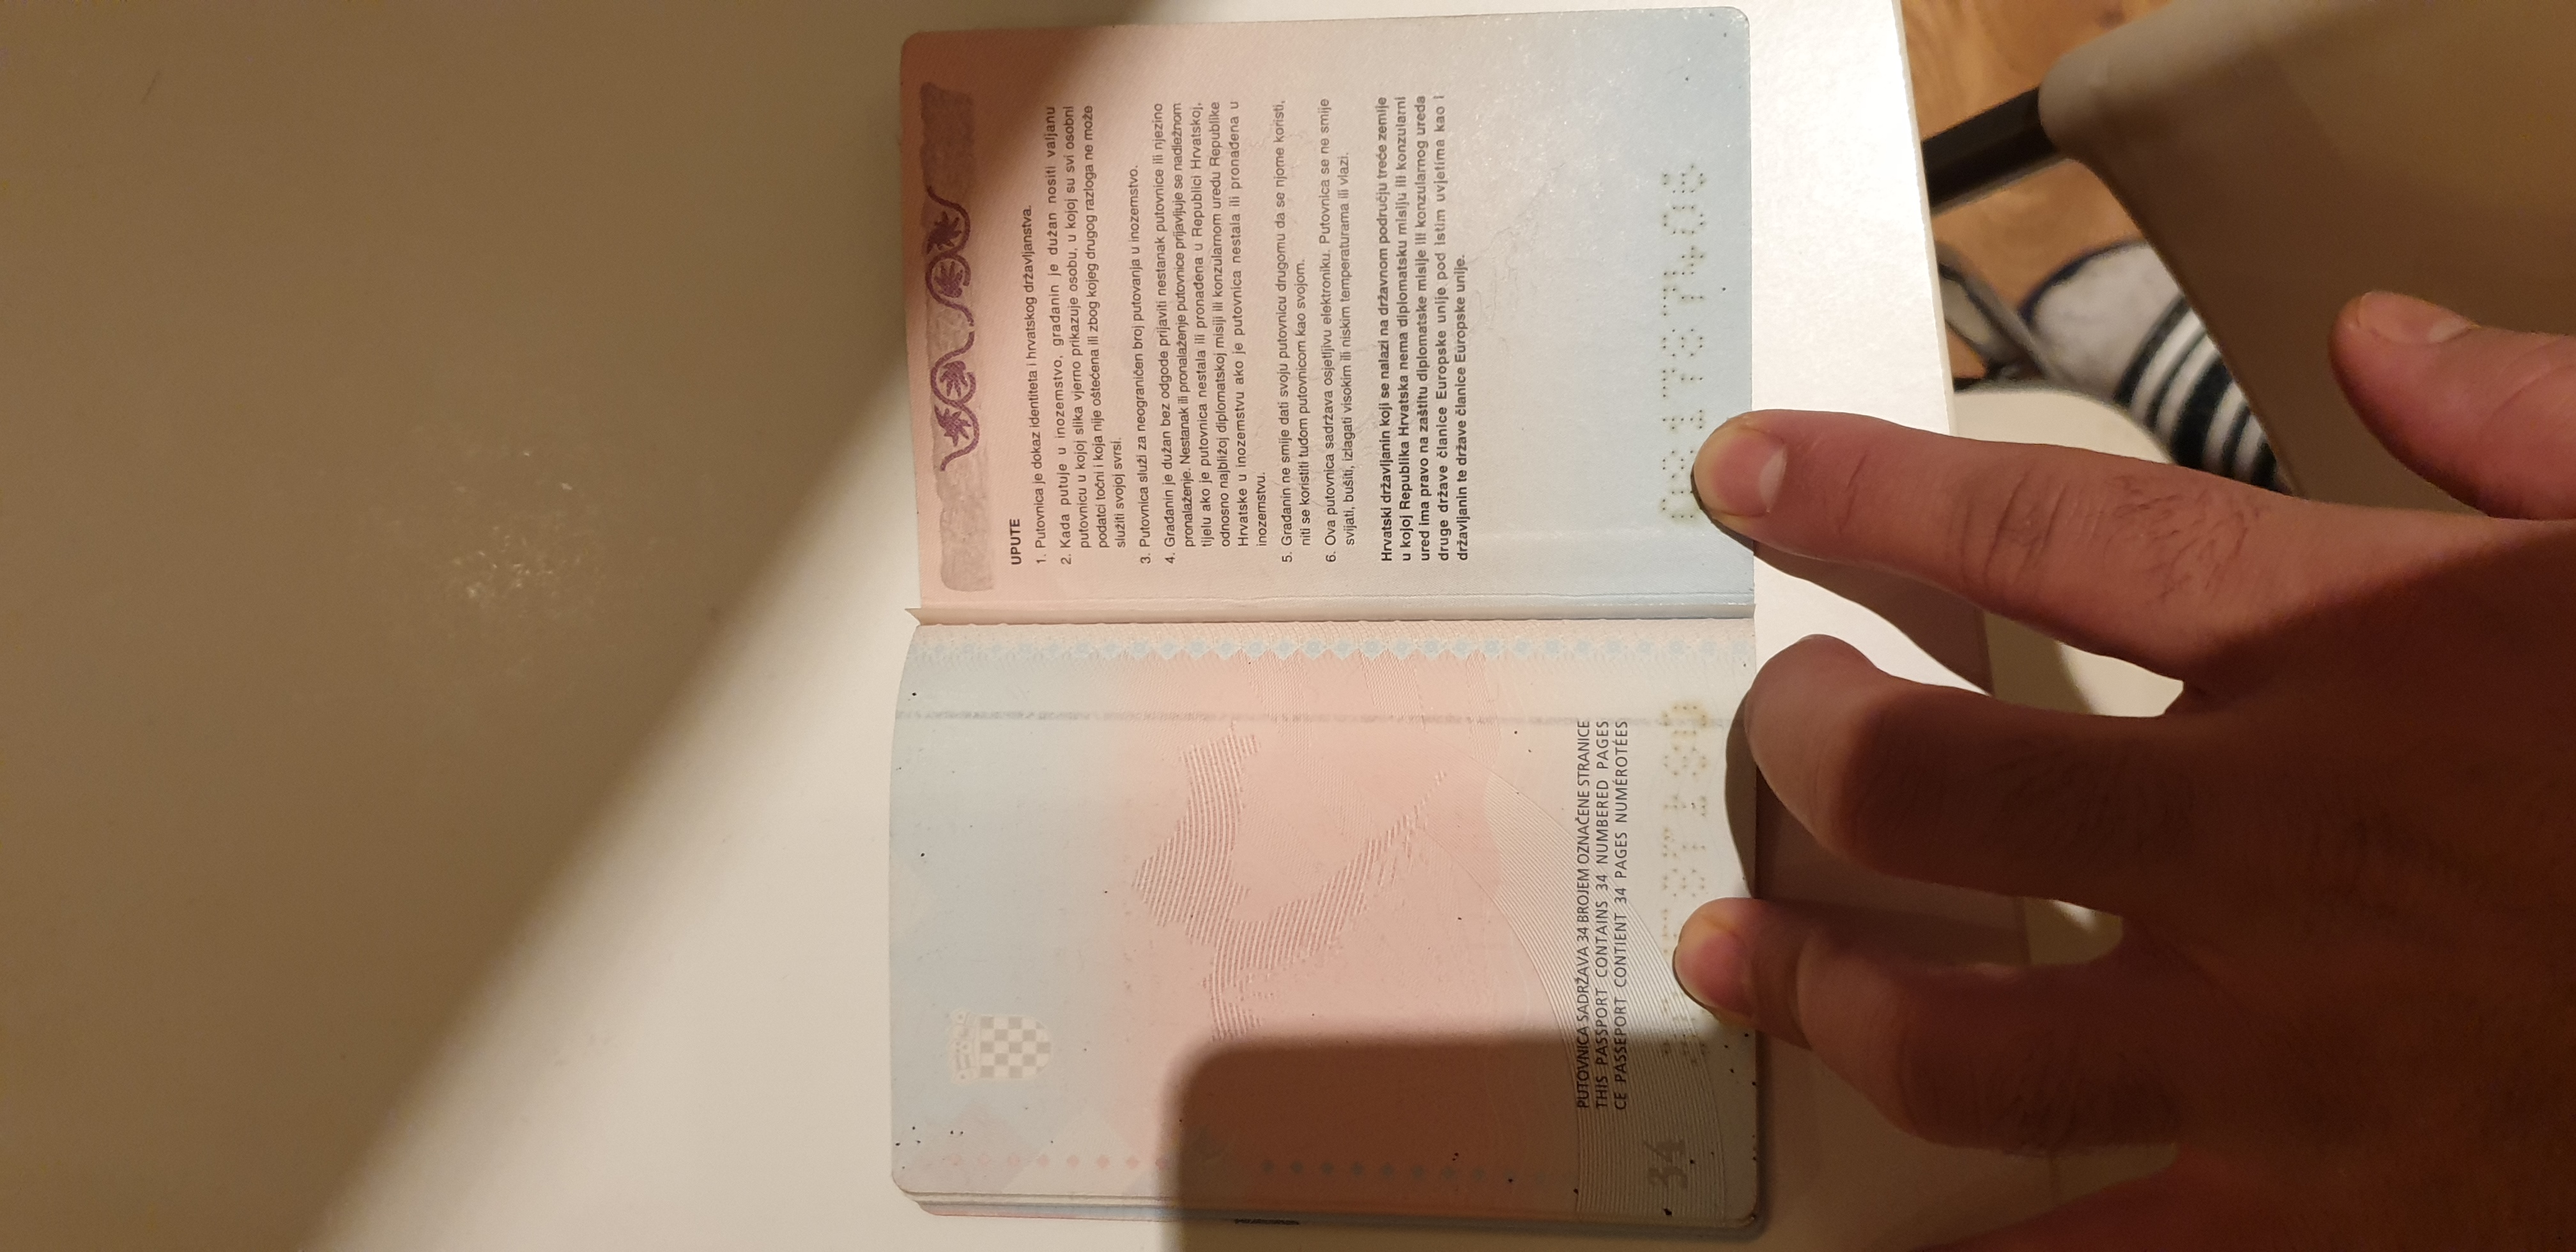 PUTOVNICA SADRŽAVA 34 BROJEM OZNAČENE STRANICE
THIS PASSPORT CONTAINS 34 NUMBERED PAGES
CE PASSEPORT CONTIENT 34 PAGES NUMÉROTÉES
34
UPUTE
1. Putovnica je dokaz identiteta i hrvatskog državljanstva.
2. Kada putuje u inozemstvo, građanin je dužan nositi valjanu
putovnicu u kojoj slika vjerno prikazuje osobu, u kojoj su svi osobni
podatci točni i koja nije oštećena ili zbog kojeg drugog razloga ne može
služiti svojoj svrsi.
3. Putovnica služi za neograničen broj putovanja u inozemstvo.
4. Građanin je dužan bez odgode prijaviti nestanak putovnice ili njezino
pronalaženje. Nestanak ili pronalaženje putovnice prijavljuje se nadležnom
tijelu ako je putovnica nestala ili pronađena u Republici Hrvatskoj,
odnosno najbližoj diplomatskoj misiji ili konzularnom uredu Republike
Hrvatske u inozemstvu ako je putovnica nestala ili pronađena u
inozemstvu.
5. Građanin ne smije dati svoju putovnicu drugomu da se njome koristi,
niti se koristiti tuđom putovnicom kao svojom.
6. Ova putovnica sadržava osjetljivu elektroniku. Putovnica se ne smije
svijati, bušiti, izlagati visokim ili niskim temperaturama ili vlazi.
Hrvatski državljanin koji se nalazi na državnom području treće zemlje
u kojoj Republika Hrvatska nema diplomatsku misiju ili konzularni
ured ima pravo na zaštitu diplomatske misije ili konzularnog ureda
druge države članice Europske unije pod istim uvjetima kao i
državljanin te države članice Europske unije.